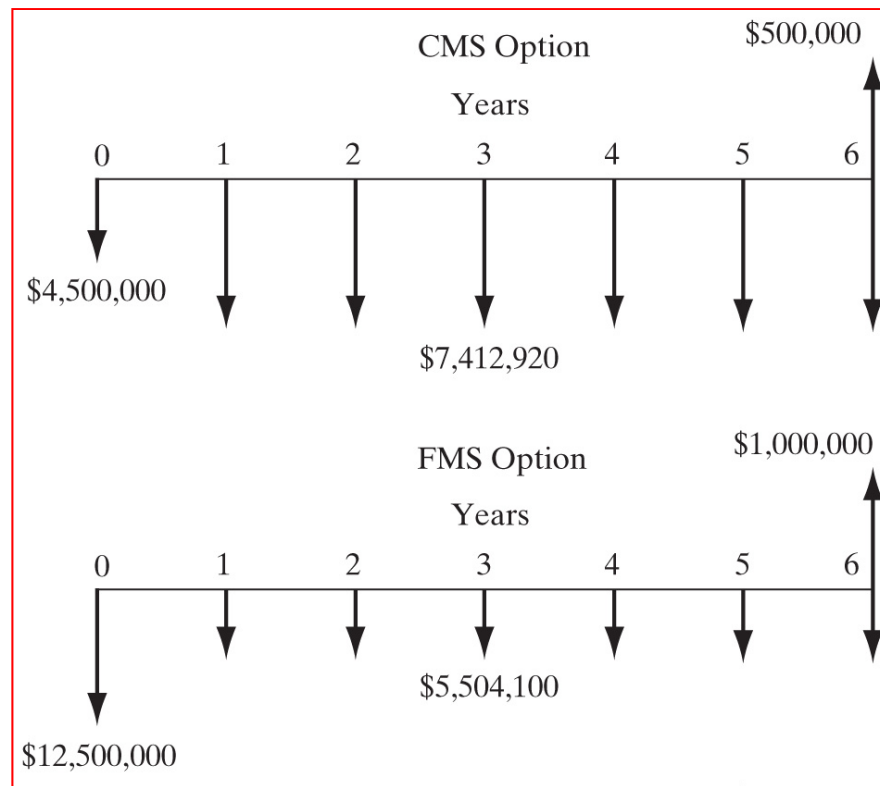 $500,000
CMS Option
Years
0 1 2 3 4 5 6
$4,500,000
$7,412,920
$1,000,000
FMS Option
Years
0 1 2 3 4 5 6
$5,504,100
$12,500,000